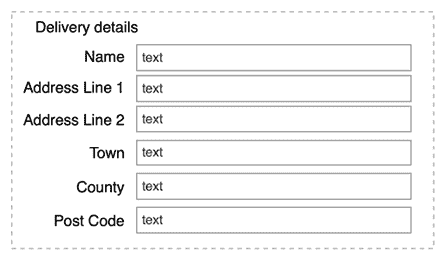 Delivery details
Name text
Address Line 1 text
Address Line 2 text
Town text
County text
Post Code text